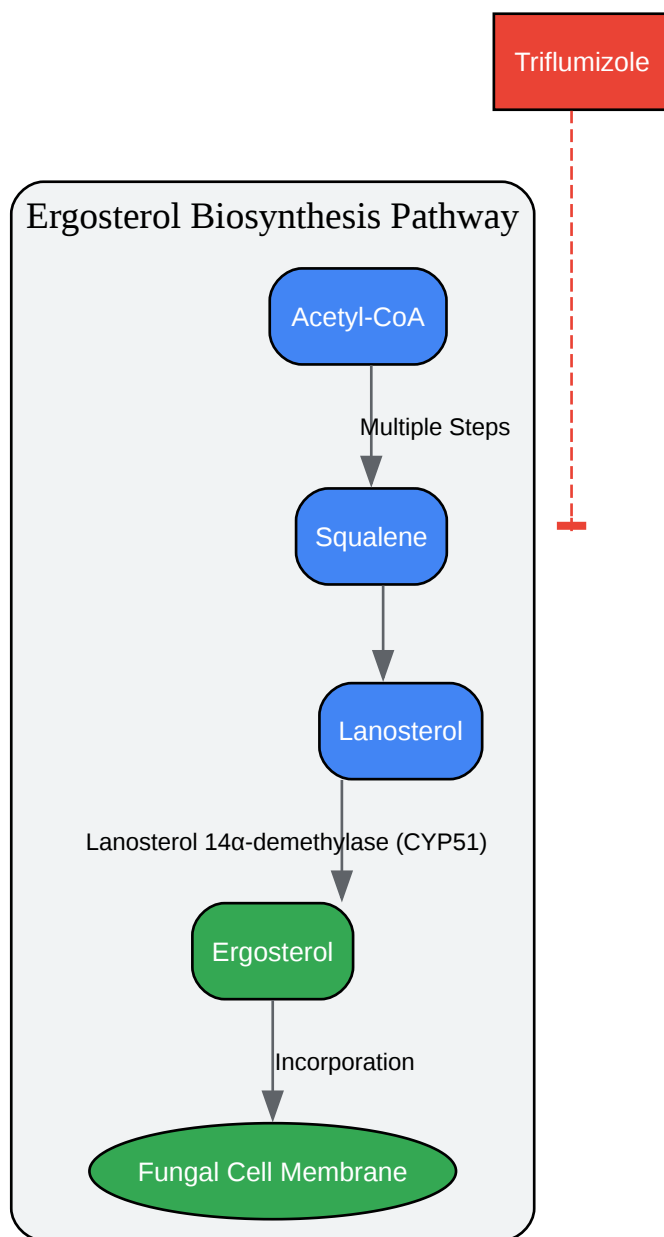 Triflumizole
Ergosterol Biosynthesis Pathway
Acetyl-CoA
Multiple Steps
Squalene
Lanosterol
Lanosterol 14α-demethylase (CYP51)
Ergosterol
Incorporation
Fungal Cell Membrane